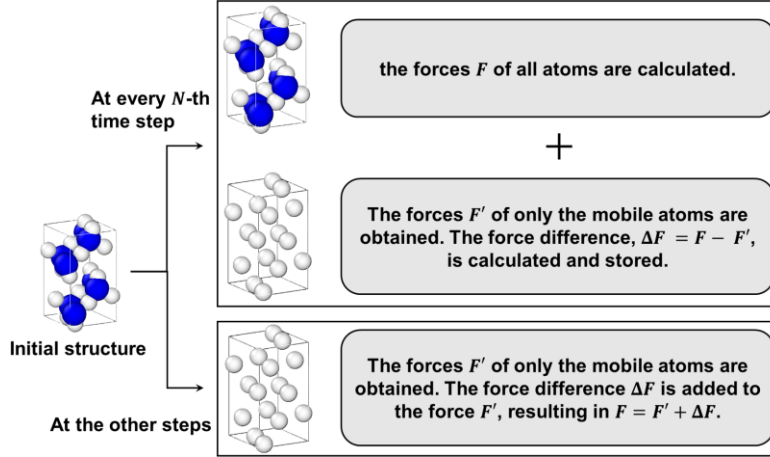 At every N-th
time step
the forces F of all atoms are calculated.
+
The forces F′ of only the mobile atoms are
obtained. The force difference, ΔF = F − F′,
is calculated and stored.
Initial structure
At the other steps
The forces F′ of only the mobile atoms are
obtained. The force difference ΔF is added to
the force F′, resulting in F = F′ + ΔF.